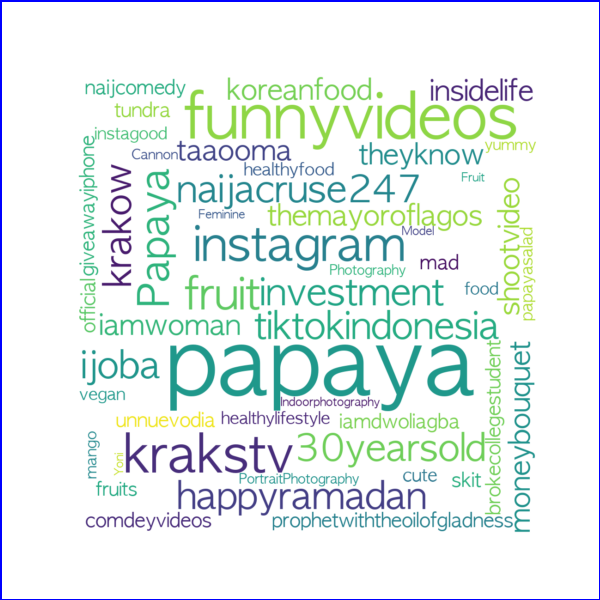 naijcomedy
koreanfood
insidelife
tundra
funnyvideos
instagood
yummy
Cannon
taaooma
theyknow
healthyfood
Fruit
officialgiveawayiphone
krakow
Papaya
naijacruse247
Feminine
themayoroflagos
shootvideo
papayasalad
instagram
Model
Photography
mad
fruit
investment
food
iamwoman
tiktokindonesia
ijoba
papaya
vegan
Indoorphotography
brokecollegestudent
moneybouquet
unnuevodia
healthylifestyle
iamdwoliagba
mango
Yoni
krakstv
30yearsold
PortraitPhotography
cute
skit
fruits
happyramadan
comdeyvideos
prophetwiththeoilofgladness